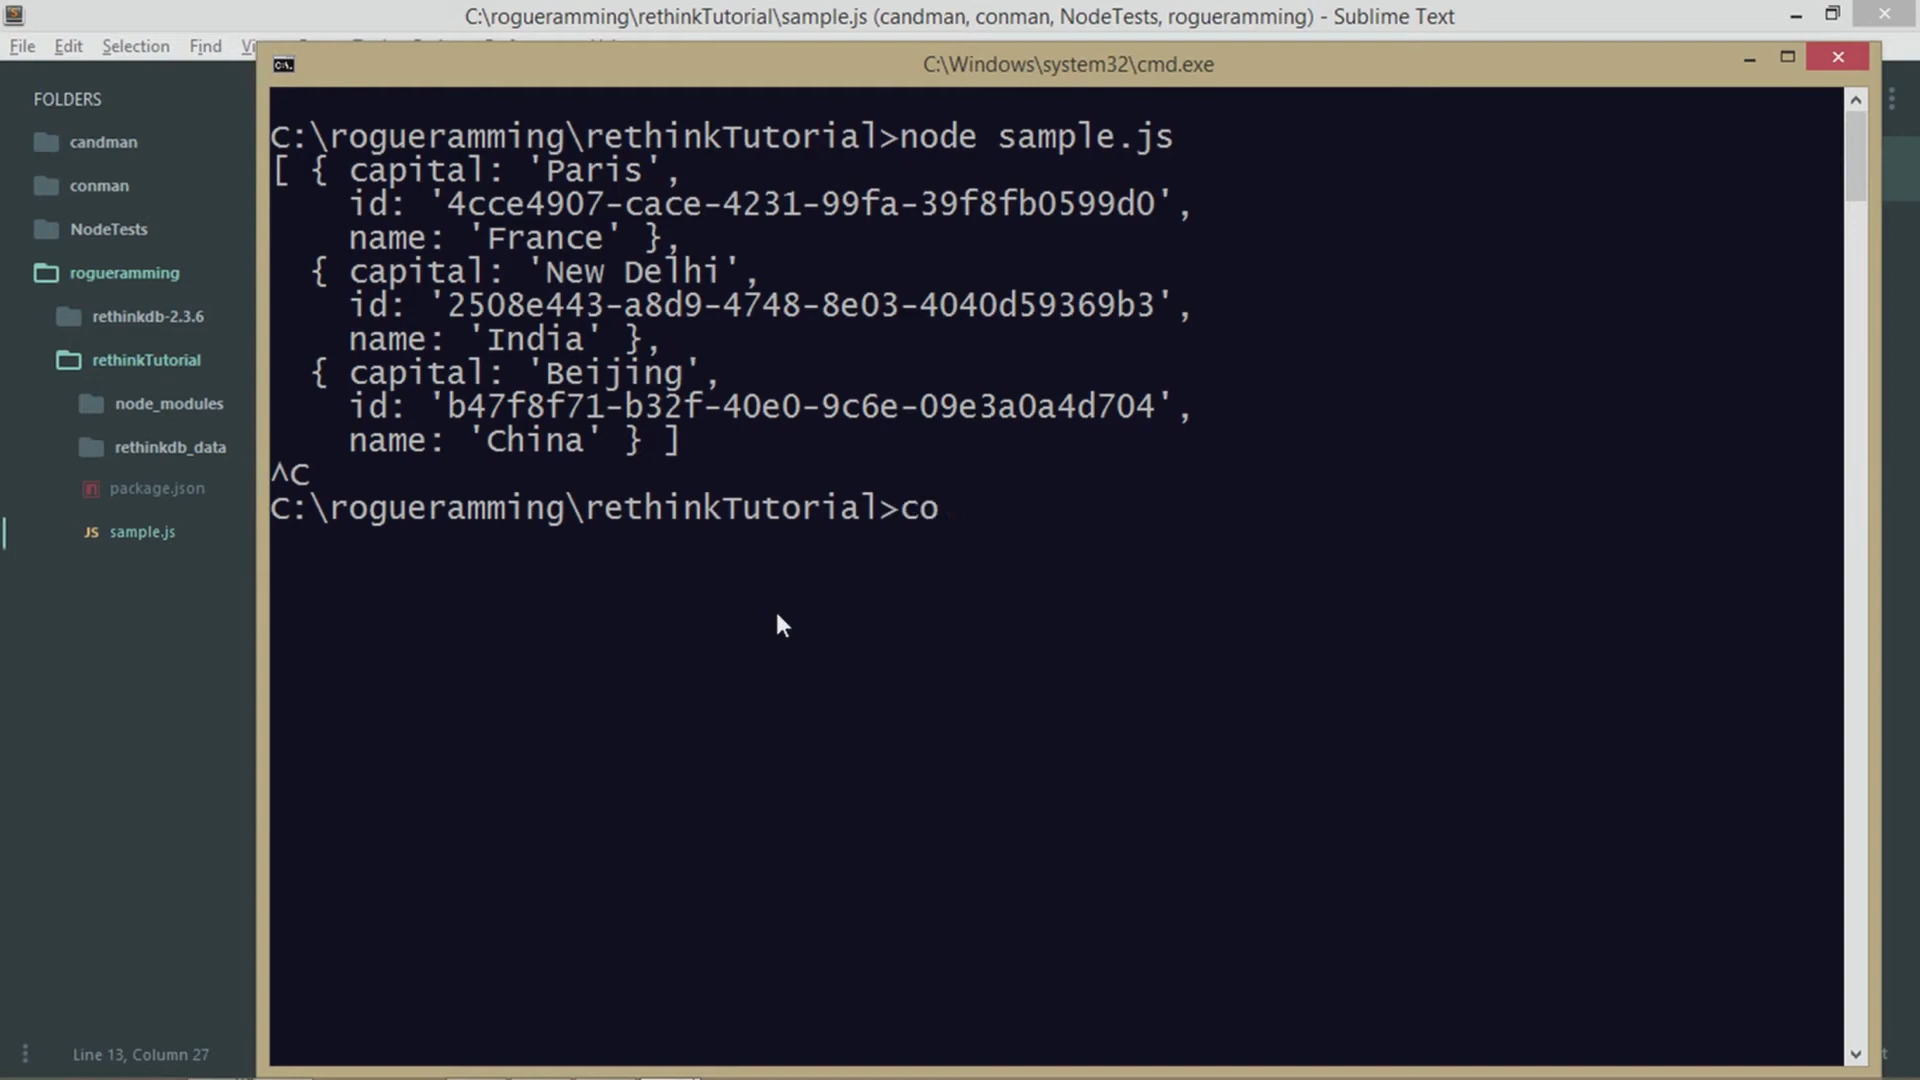 C:\rogueramming\rethinkTutorial\sample.js (candman, conman, NodeTests, rogueramming) - Sublime Text
File Edit Selection Find
C:\Windows\system32\cmd.exe
FOLDERS
candman
conman
NodeTests
rogueramming
rethinkdb-2.3.6
rethinkTutorial
node_modules
rethinkdb_data
package.json
JS sample.js
Line 13, Column 27
C:\rogueramming\rethinkTutorial>node sample.js
[ { capital: 'Paris',
id: '4cce4907-cace-4231-99fa-39f8fb0599d0',
name: 'France' },
{ capital: 'New Delhi',
id: '2508e443-a8d9-4748-8e03-4040d59369b3',
name: 'India' },
{ capital: 'Beijing',
id: 'b47f8f71-b32f-40e0-9c6e-09e3a0a4d704',
name: 'China' } ]
^C
C:\rogueramming\rethinkTutorial>co